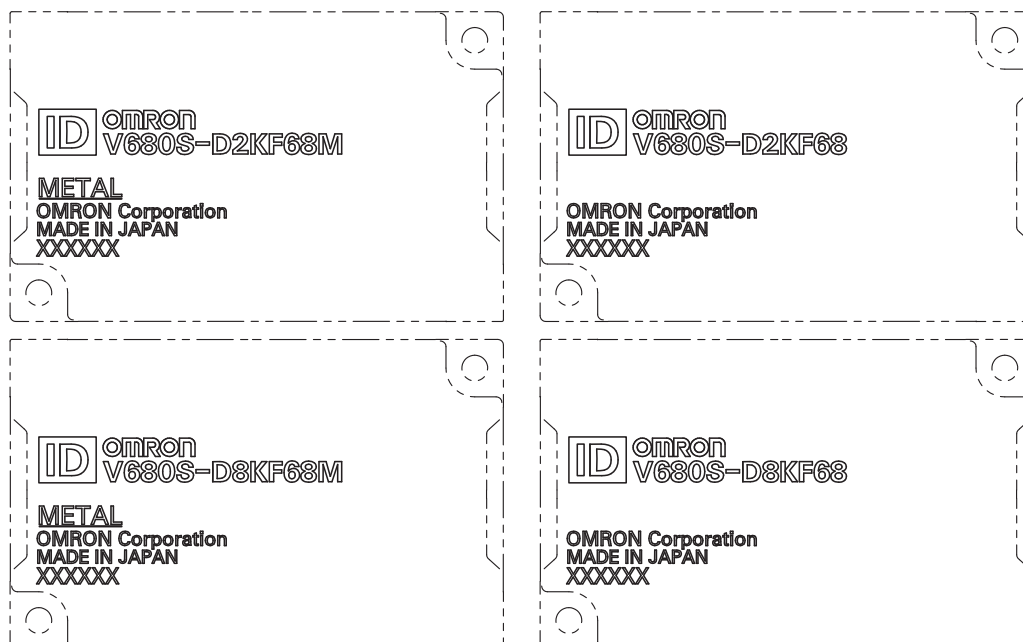 ID OMRON
V680S-D2KF68M
METAL
OMRON Corporation
MADE IN JAPAN
XXXXXX
ID OMRON
V680S-D2KF68
OMRON Corporation
MADE IN JAPAN
XXXXXX
ID OMRON
V680S-D8KF68M
METAL
OMRON Corporation
MADE IN JAPAN
XXXXXX
ID OMRON
V680S-D8KF68
OMRON Corporation
MADE IN JAPAN
XXXXXX